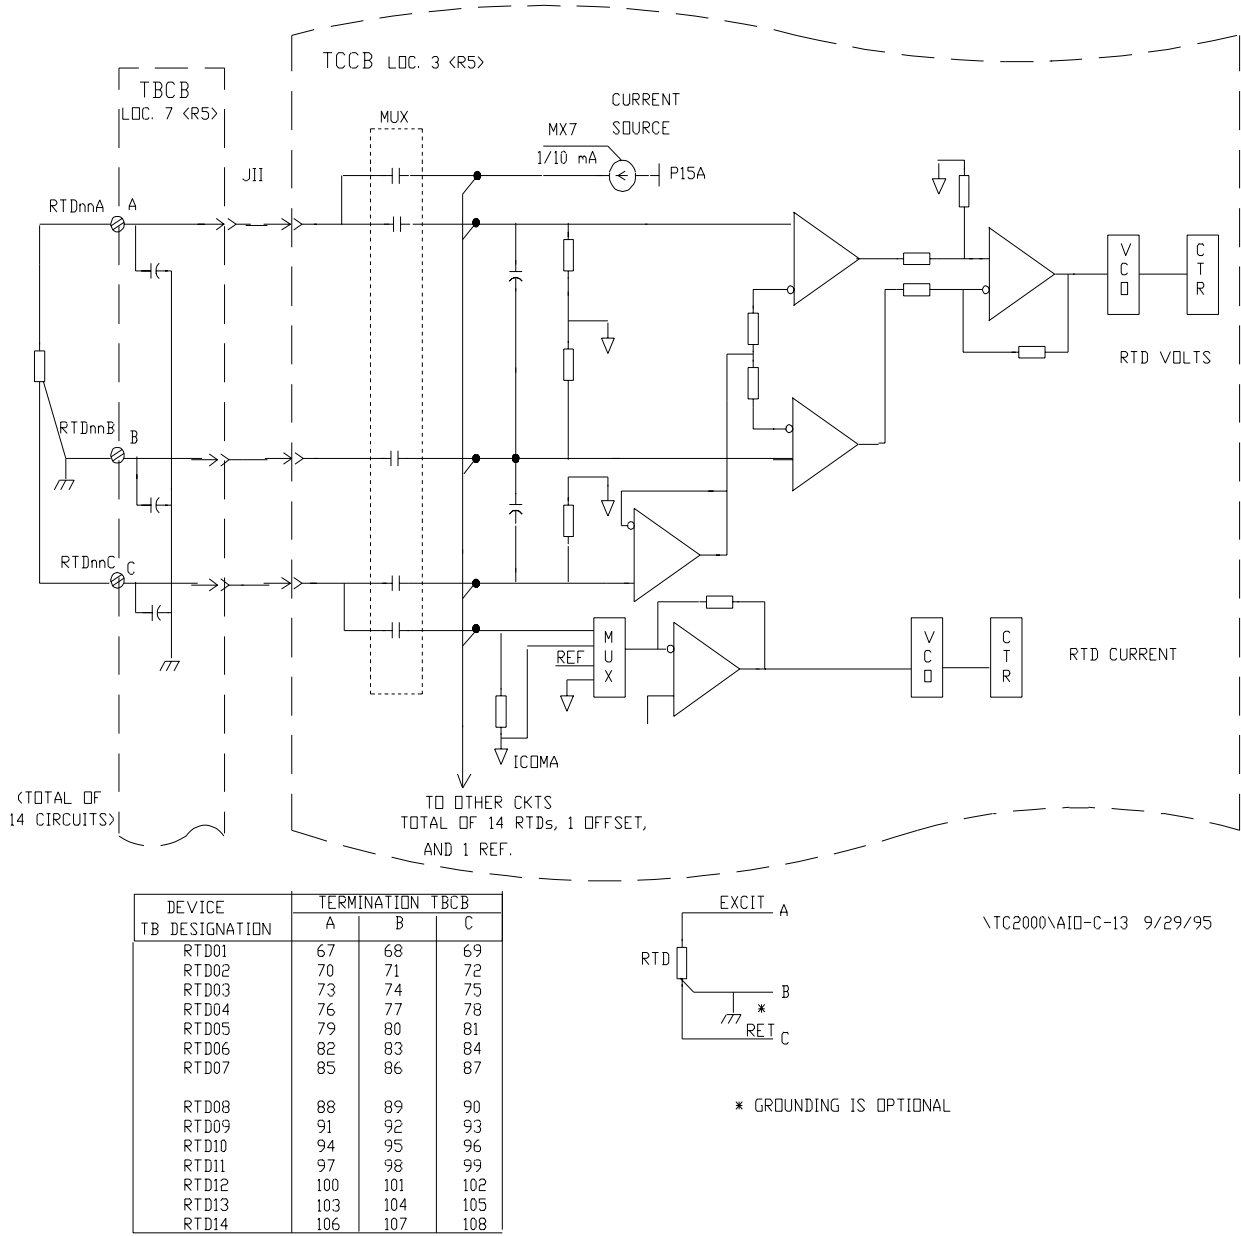 TCCB LOC. 3 <R5>
TBCB
LOC. 7 <R5>
MUX
CURRENT
SOURCE
MX7
1/10 mA
P15A
JII
RTDnnA A
RTDnnB B
RTDnnC C
VCO
CTR
RTD VOLTS
MUX
REF
VCO
CTR
RTD CURRENT
ICOMA
(TOTAL OF
14 CIRCUITS)
TO OTHER CKTS
TOTAL OF 14 RTDs, 1 OFFSET,
AND 1 REF.
DEVICE
TB DESIGNATION
TERMINATION TBCB
A B C
RTD01 67 68 69
RTD02 70 71 72
RTD03 73 74 75
RTD04 76 77 78
RTD05 79 80 81
RTD06 82 83 84
RTD07 85 86 87
RTD08 88 89 90
RTD09 91 92 93
RTD10 94 95 96
RTD11 97 98 99
RTD12 100 101 102
RTD13 103 104 105
RTD14 106 107 108
EXCIT A
RTD
B
*
RET C
* GROUNDING IS OPTIONAL
\TC2000\AIO-C-13 9/29/95